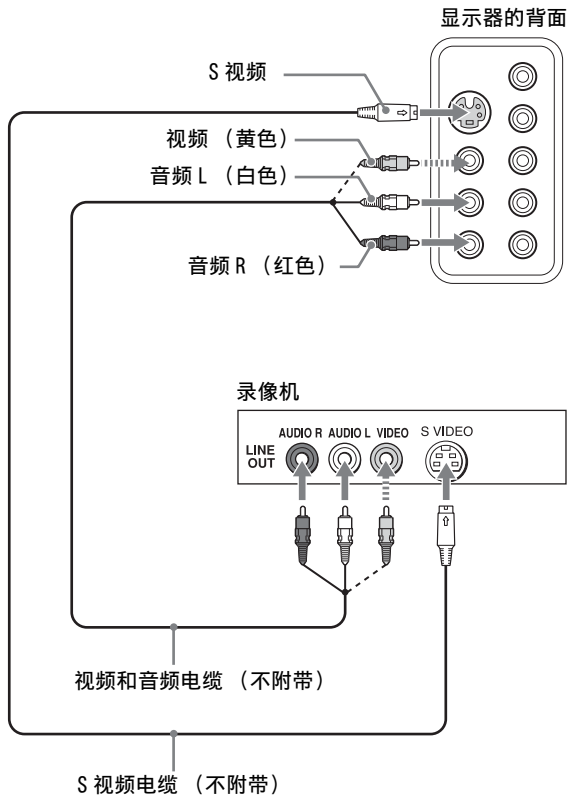 显示器的背面
S 视频
视频 （黄色）
音频 L （白色）
音频 R （红色）
录像机
AUDIO R AUDIO L VIDEO S VIDEO
LINE
OUT
视频和音频电缆 （不附带）
S 视频电缆 （不附带）